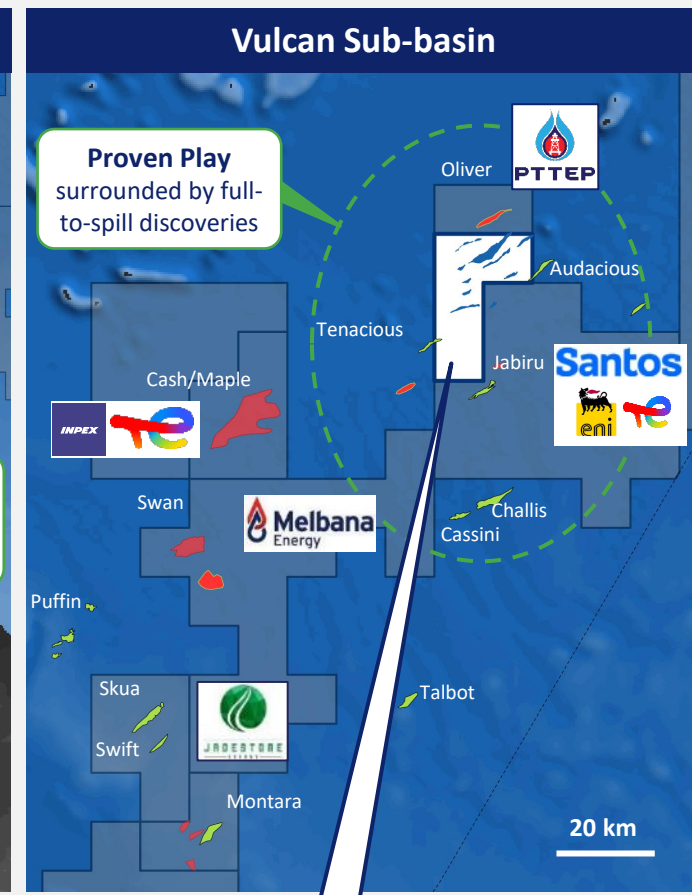 Vulcan Sub-basin
Proven Play
surrounded by full-
to-spill discoveries
PTTEP
Oliver
Audacious
Tenacious
Jabiru
Santos
eni
Cash/Maple
INPEX
Swan
Melbana
Energy
Challis
Cassini
Puffin
Skua
Talbot
JADESTONE
ENERGY
Swift
Montara
20 km